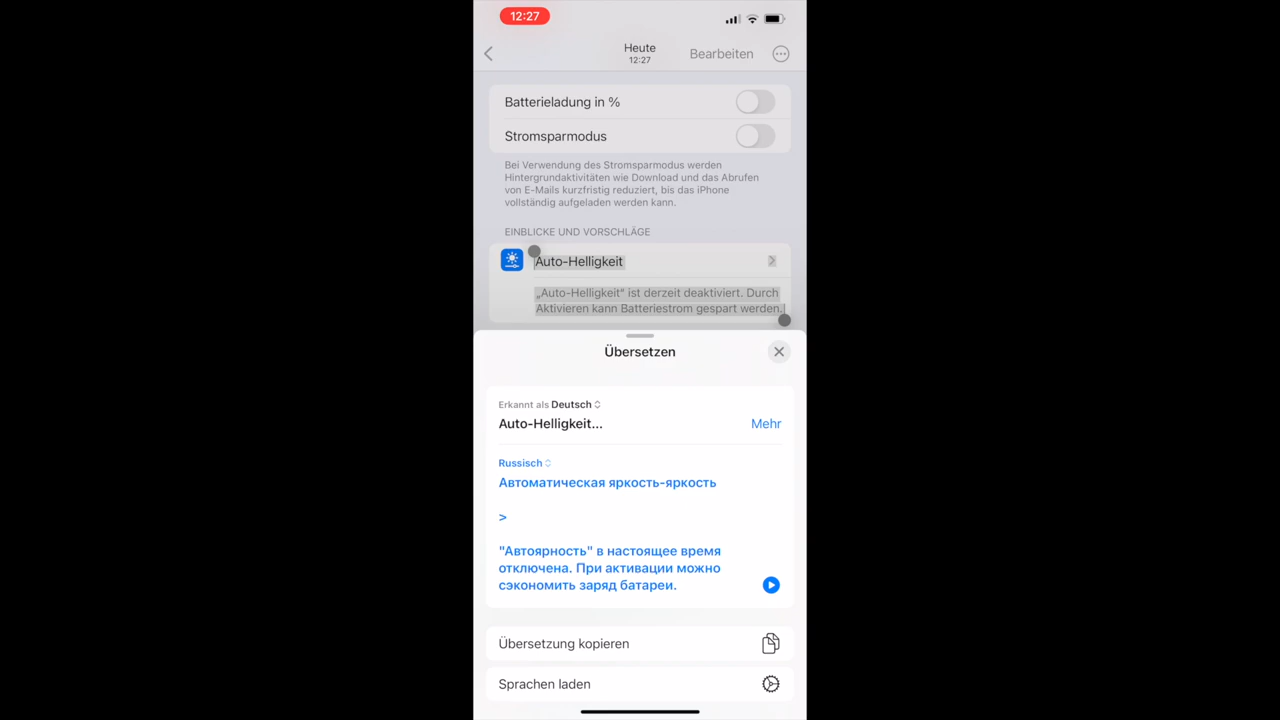 12:27
Heute
12:27
Bearbeiten
Batterieladung in %
Stromsparmodus
Bei Verwendung des Stromsparmodus werden
Hintergrundaktivitäten wie Download und das Abrufen
von E-Mails kurzfristig reduziert, bis das iPhone
vollständig aufgeladen werden kann.
EINBLICKE UND VORSCHLÄGE
Auto-Helligkeit
„Auto-Helligkeit“ ist derzeit deaktiviert. Durch
Aktivieren kann Batteriestrom gespart werden.
Übersetzen
Erkannt als Deutsch
Auto-Helligkeit...
Mehr
Russisch
Автоматическая яркость-яркость
>
"Автоярность" в настоящее время
отключена. При активации можно
сэкономить заряд батареи.
Übersetzung kopieren
Sprachen laden